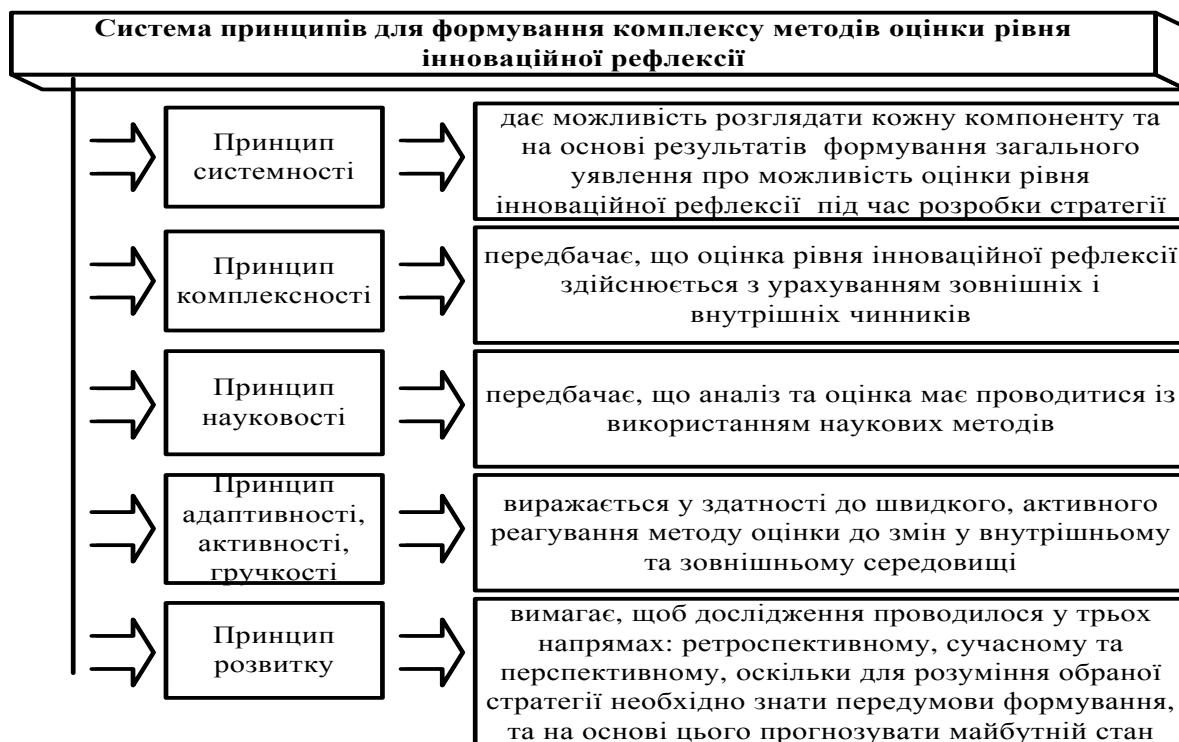 Система принципів для формування комплексу методів оцінки рівня
інноваційної рефлексії
Принцип
системності
дає можливість розглядати кожну компоненту та
на основі результатів формування загального
уявлення про можливість оцінки рівня
інноваційної рефлексії під час розробки стратегії
Принцип
комплексності
передбачає, що оцінка рівня інноваційної рефлексії
здійснюється з урахуванням зовнішніх і
внутрішніх чинників
Принцип
науковості
передбачає, що аналіз та оцінка має проводитися із
використанням наукових методів
Принцип
адаптивності,
активності,
гручкості
виражається у здатності до швидкого, активного
реагування методу оцінки до змін у внутрішньому
та зовнішньому середовищі
Принцип
розвитку
вимагає, щоб дослідження проводилося у трьох
напрямах: ретроспективному, сучасному та
перспективному, оскільки для розуміння обраної
стратегії необхідно знати передумови формування,
та на основі цього прогнозувати майбутній стан